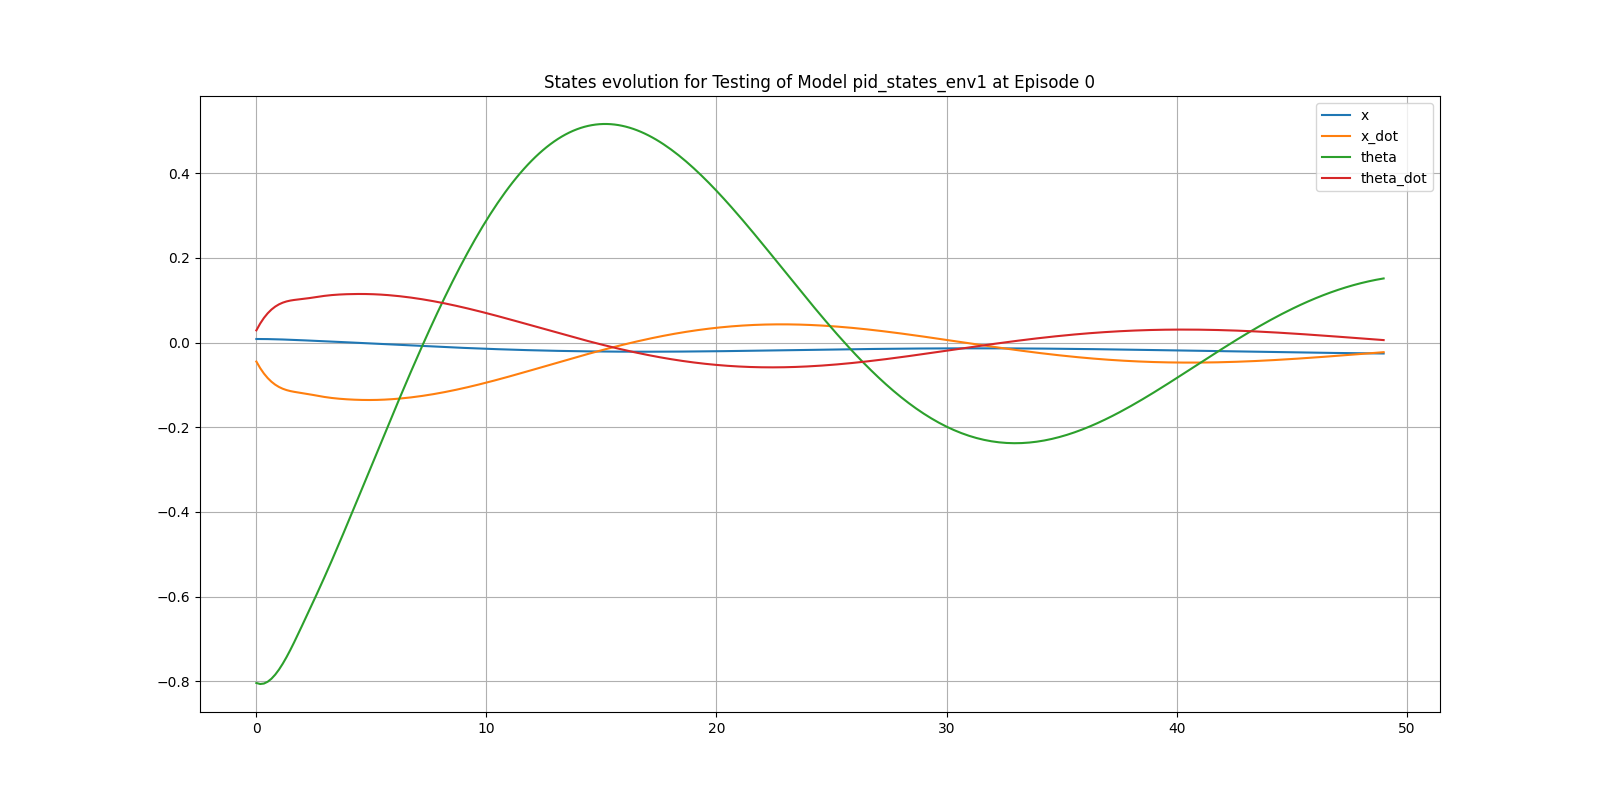 States evolution for Testing of Model pid_states_env1 at Episode 0
x
x_dot
theta
theta_dot
0.4
0.2
0.0
−0.2
−0.4
−0.6
−0.8
0 10 20 30 40 50